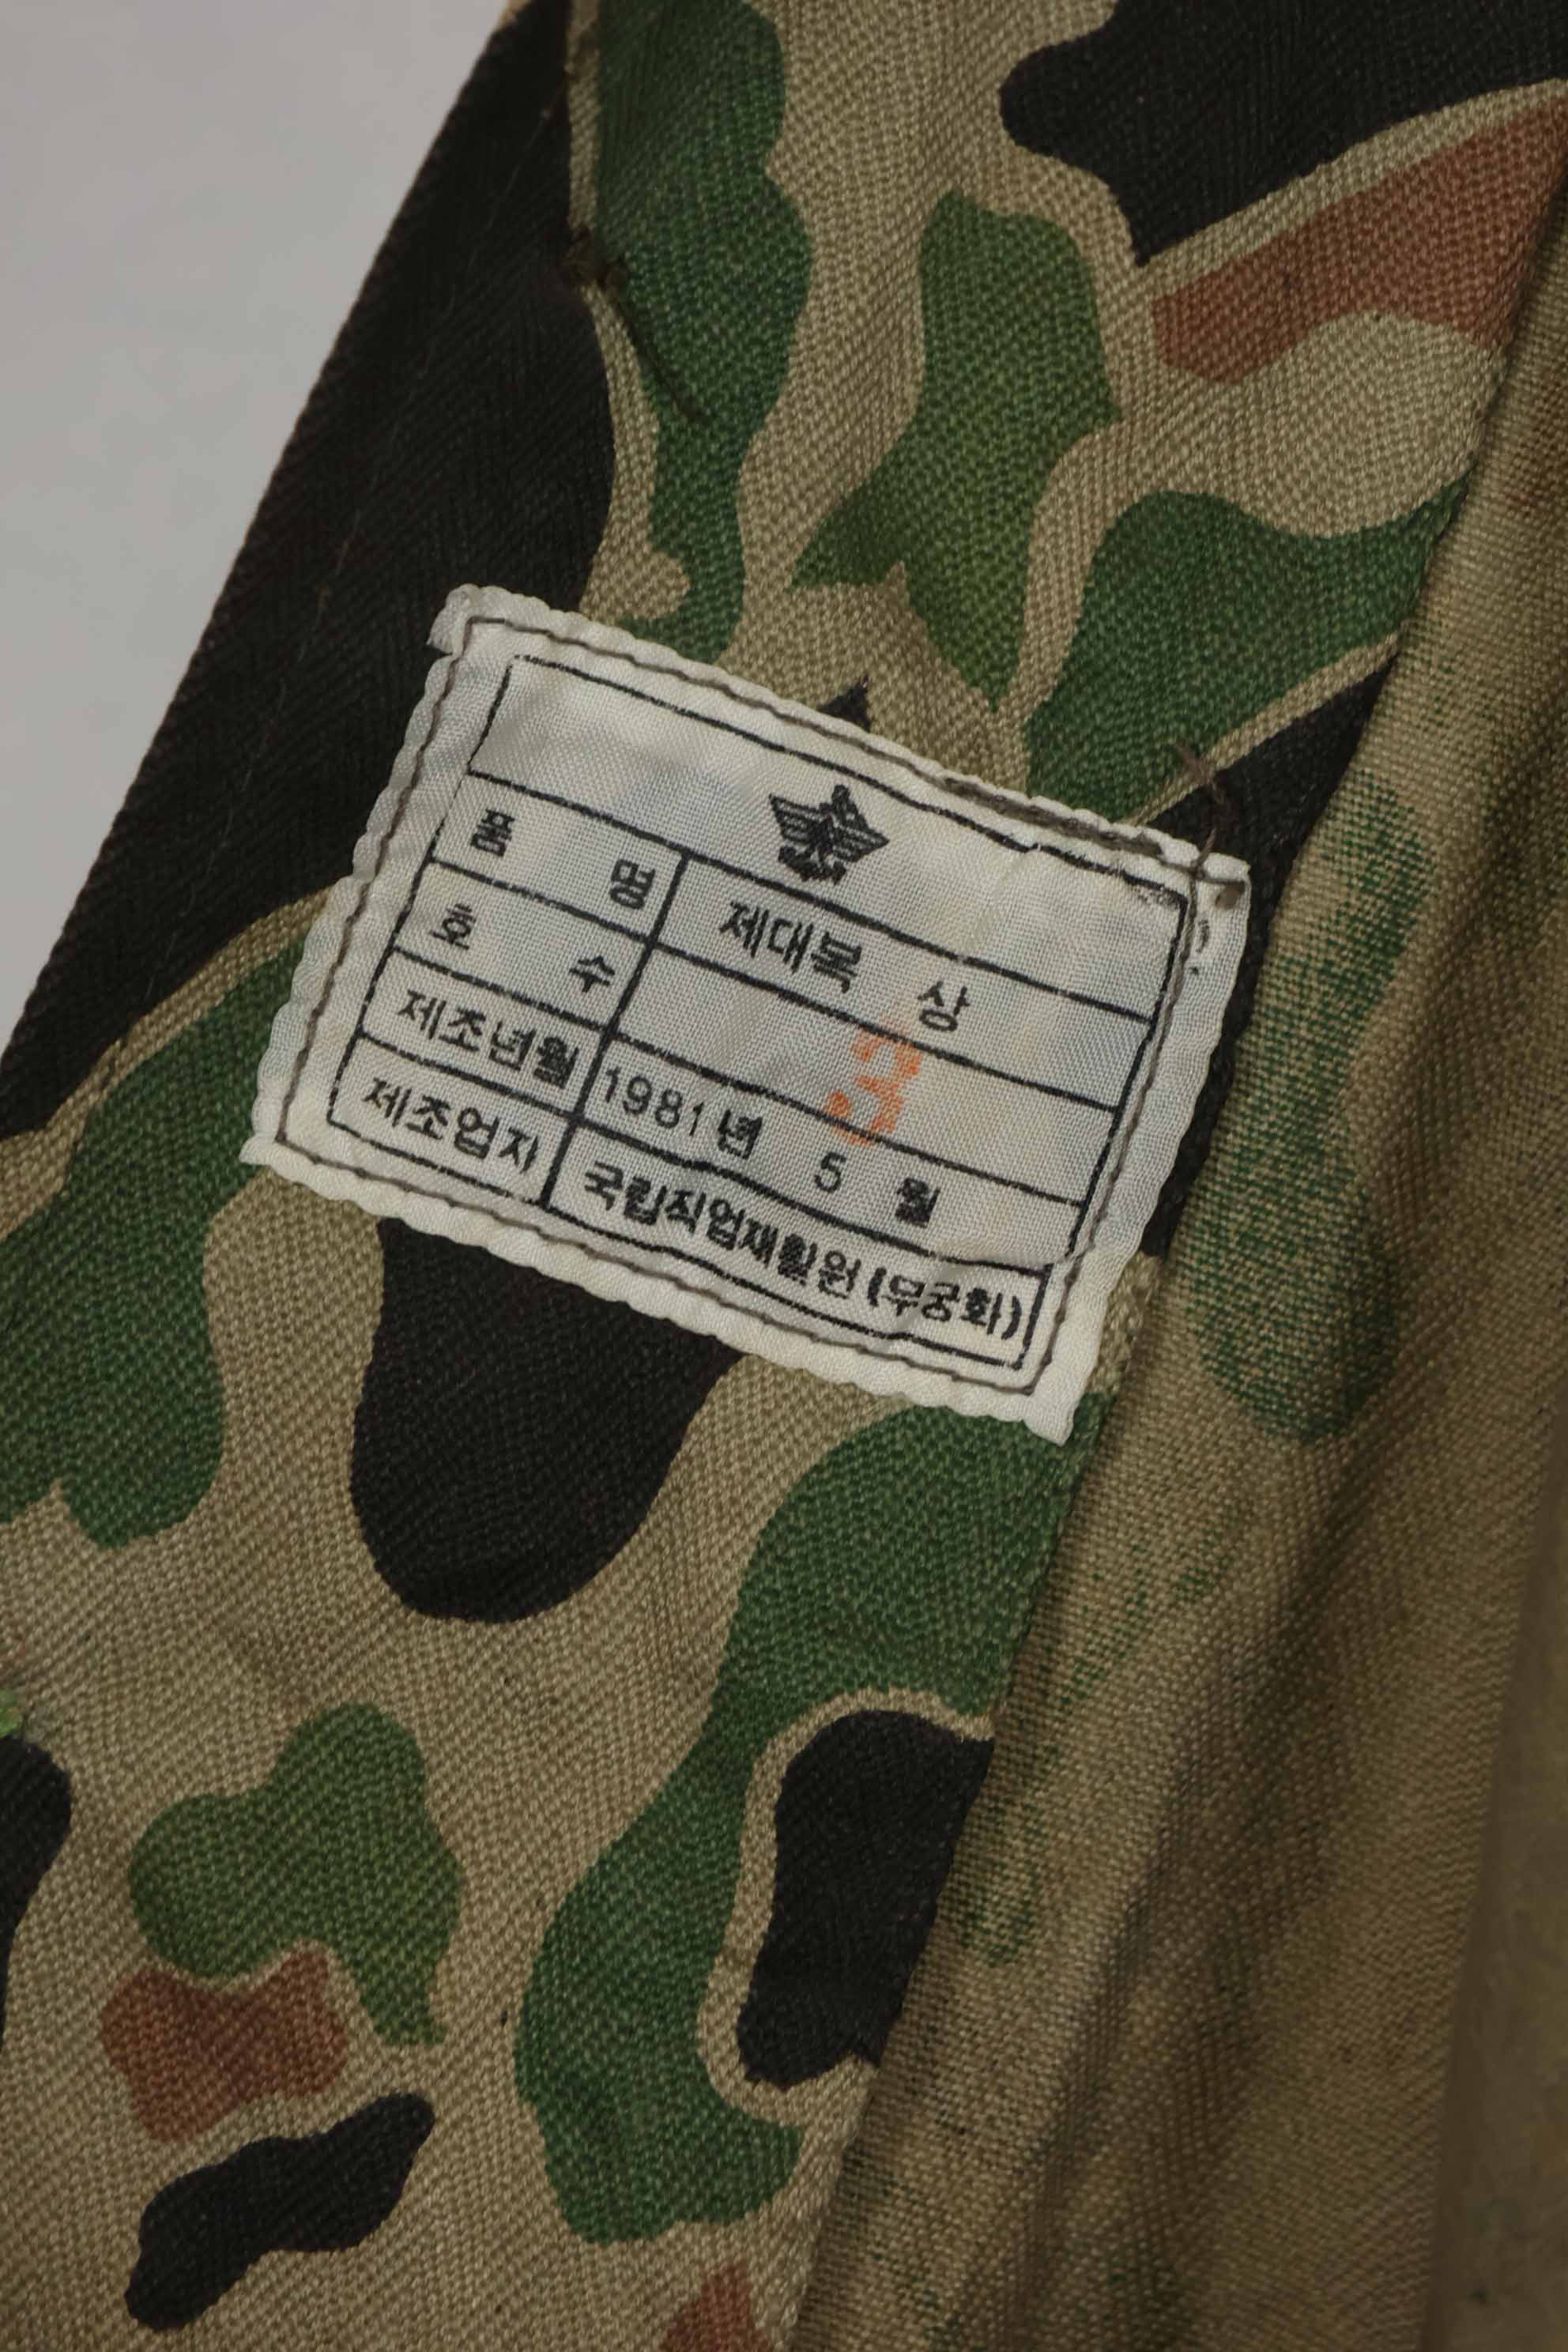 품 명 제대복 상
호 수 3
제조년월 1981년 5 월
제조업자 국립직업재활원(무궁화)